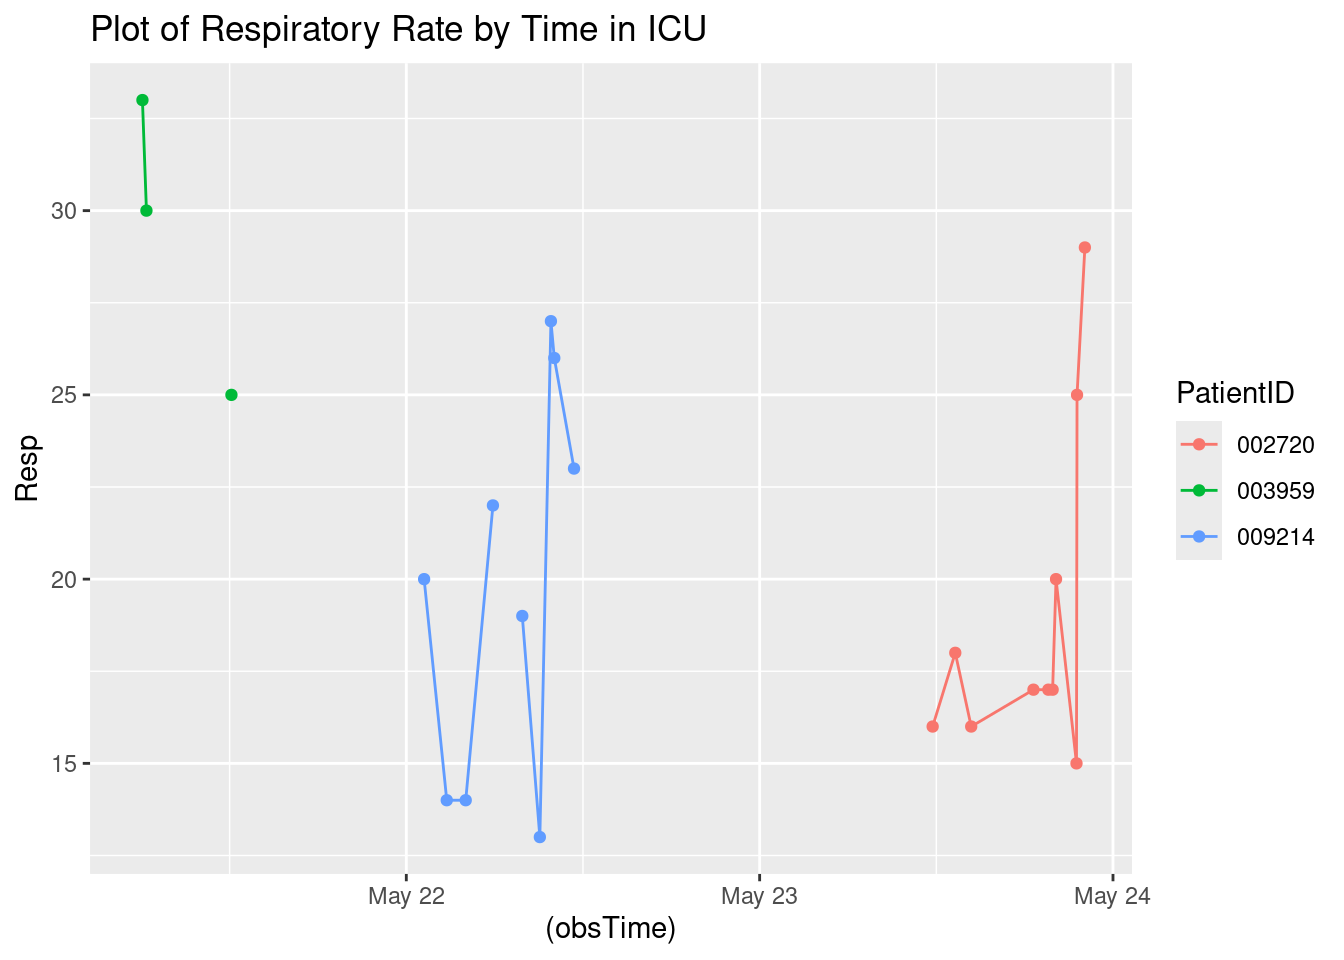 Plot of Respiratory Rate by Time in ICU
30
25
20
15
Resp
May 22
May 23
May 24
(obsTime)
PatientID
002720
003959
009214